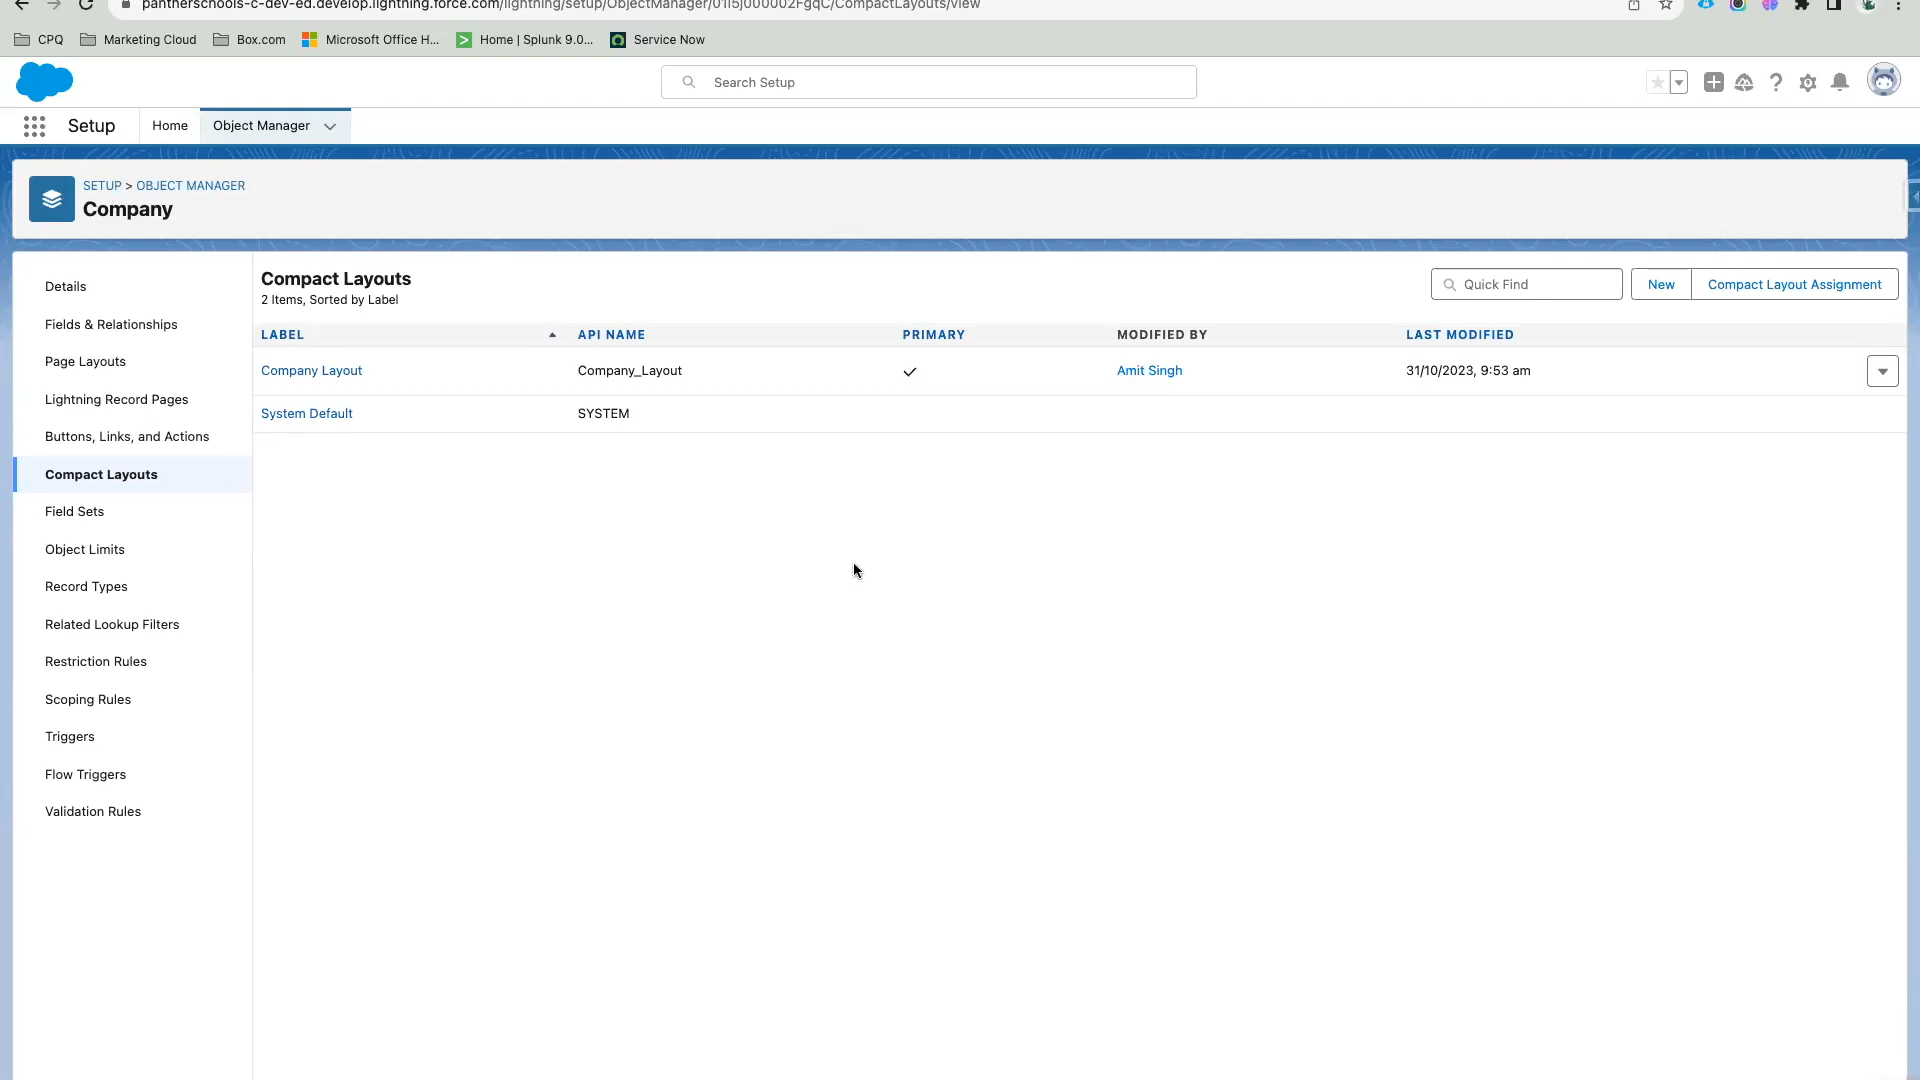 pantherschools-c-dev-ed.develop.lightning.force.com/lightning/setup/ObjectManager/01I5j000002FgqC/CompactLayouts/view
CPQ Marketing Cloud Box.com Microsoft Office H... Home | Splunk 9.0... Service Now
Search Setup
Setup Home Object Manager
SETUP > OBJECT MANAGER
Company
Details
Fields & Relationships
Page Layouts
Lightning Record Pages
Buttons, Links, and Actions
Compact Layouts
Field Sets
Object Limits
Record Types
Related Lookup Filters
Restriction Rules
Scoping Rules
Triggers
Flow Triggers
Validation Rules
Compact Layouts
2 Items, Sorted by Label
Quick Find New Compact Layout Assignment
LABEL API NAME PRIMARY MODIFIED BY LAST MODIFIED
Company Layout Company_Layout Amit Singh 31/10/2023, 9:53 am
System Default SYSTEM